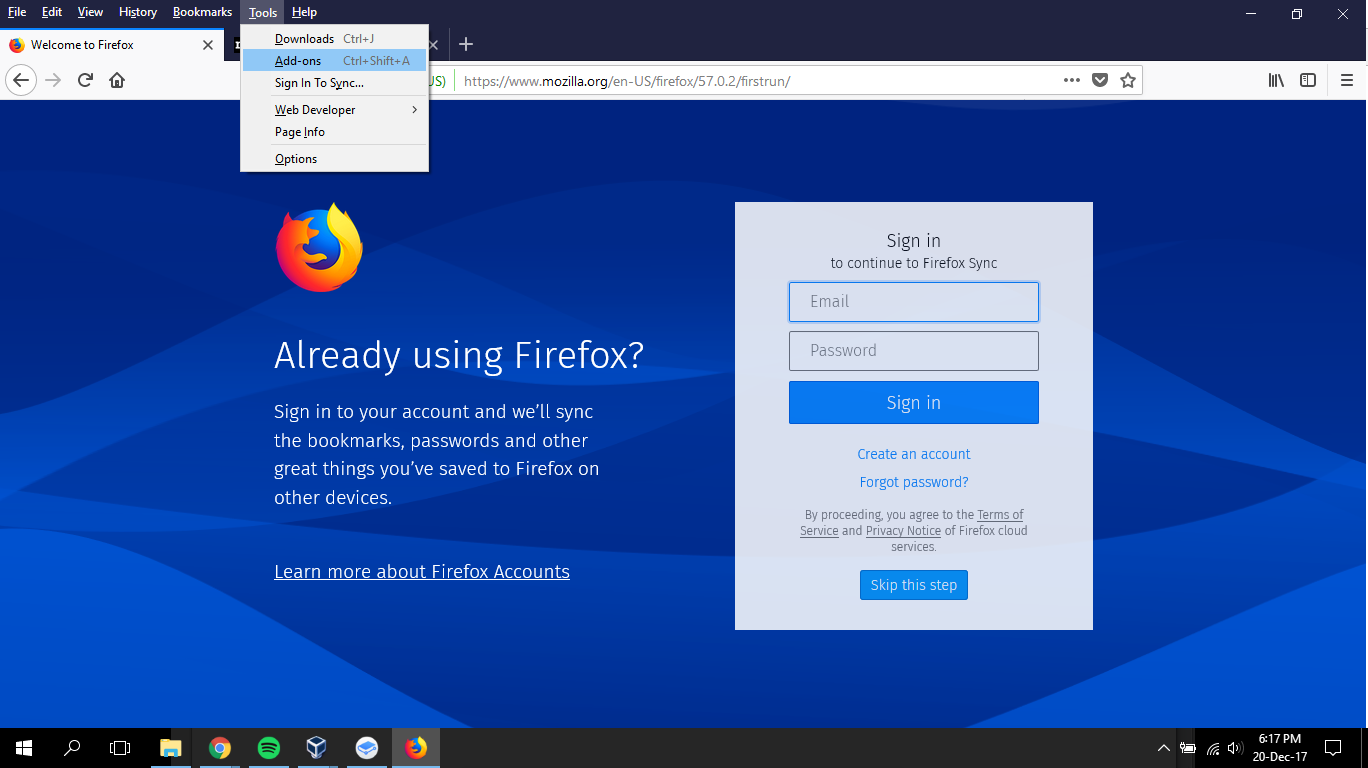 File Edit View History Bookmarks Tools Help
Welcome to Firefox
Downloads Ctrl+J
Add-ons Ctrl+Shift+A
Sign In To Sync...
Web Developer
Page Info
Options
US) https://www.mozilla.org/en-US/firefox/57.0.2/firstrun/
Already using Firefox?
Sign in to your account and we’ll sync
the bookmarks, passwords and other
great things you’ve saved to Firefox on
other devices.
Learn more about Firefox Accounts
Sign in
to continue to Firefox Sync
Email
Password
Sign in
Create an account
Forgot password?
By proceeding, you agree to the Terms of
Service and Privacy Notice of Firefox cloud
services.
Skip this step
6:17 PM
20-Dec-17